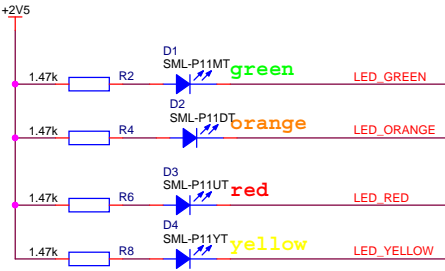 +2V5
D1
SML-P11MT green
1.47k R2 LED_GREEN
D2
SML-P11DT orange
1.47k R4 LED_ORANGE
D3
SML-P11UT red
1.47k R6 LED_RED
D4
SML-P11YT yellow
1.47k R8 LED_YELLOW